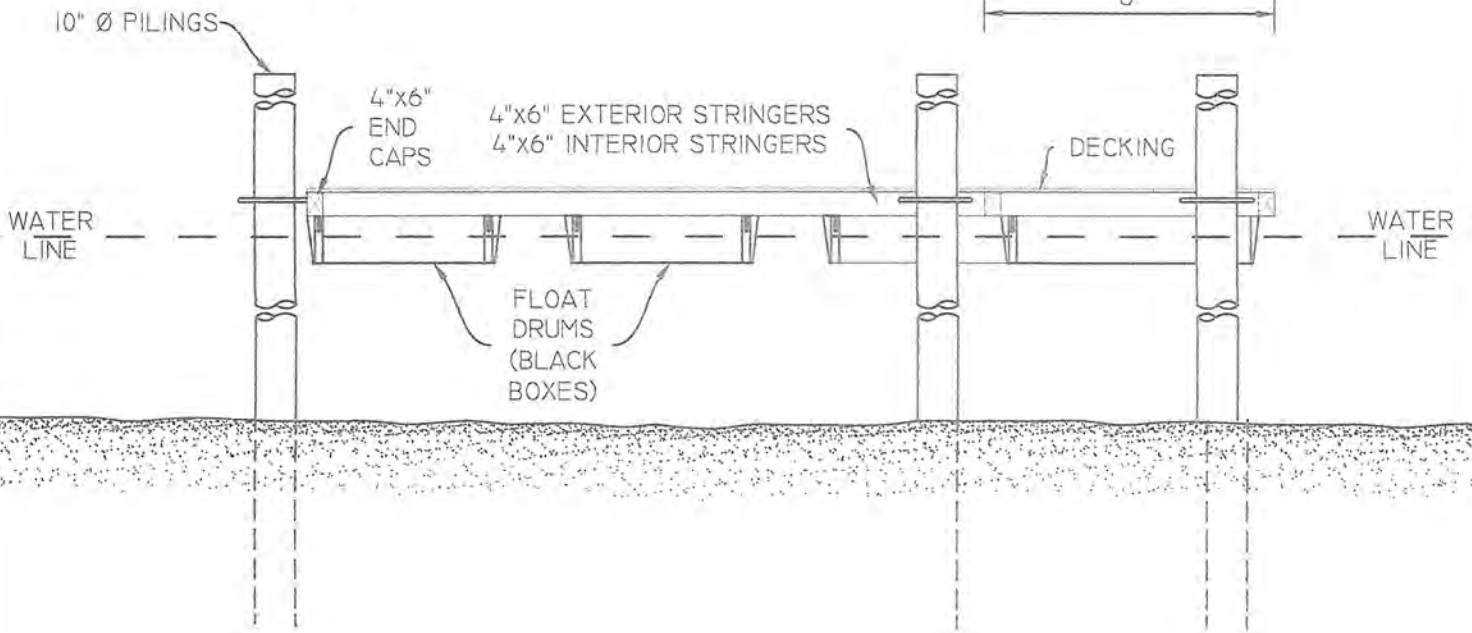 10" Ø PILINGS
4"x6"
END
CAPS
4"x6" EXTERIOR STRINGERS
4"x6" INTERIOR STRINGERS
DECKING
WATER
LINE
WATER
LINE
FLOAT
DRUMS
(BLACK
BOXES)